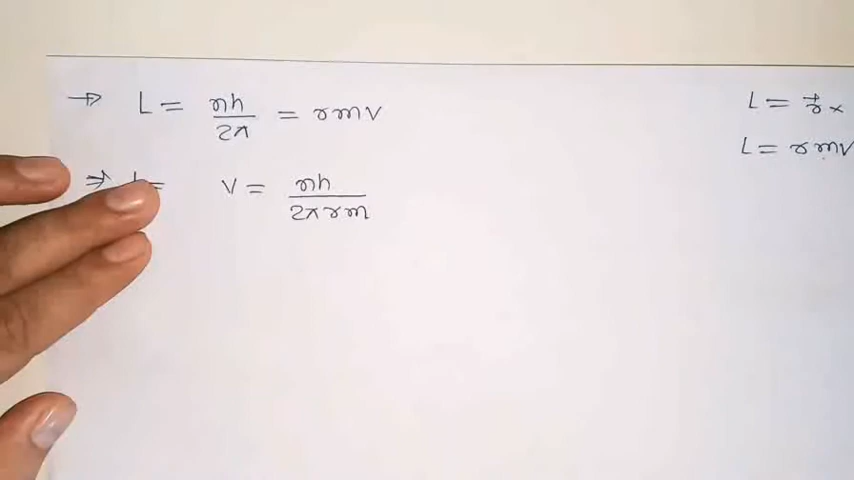 → L = nh/2π = rmv
⇒ L = v = nh/2πrm
L = r⃗ ×
L = rmv